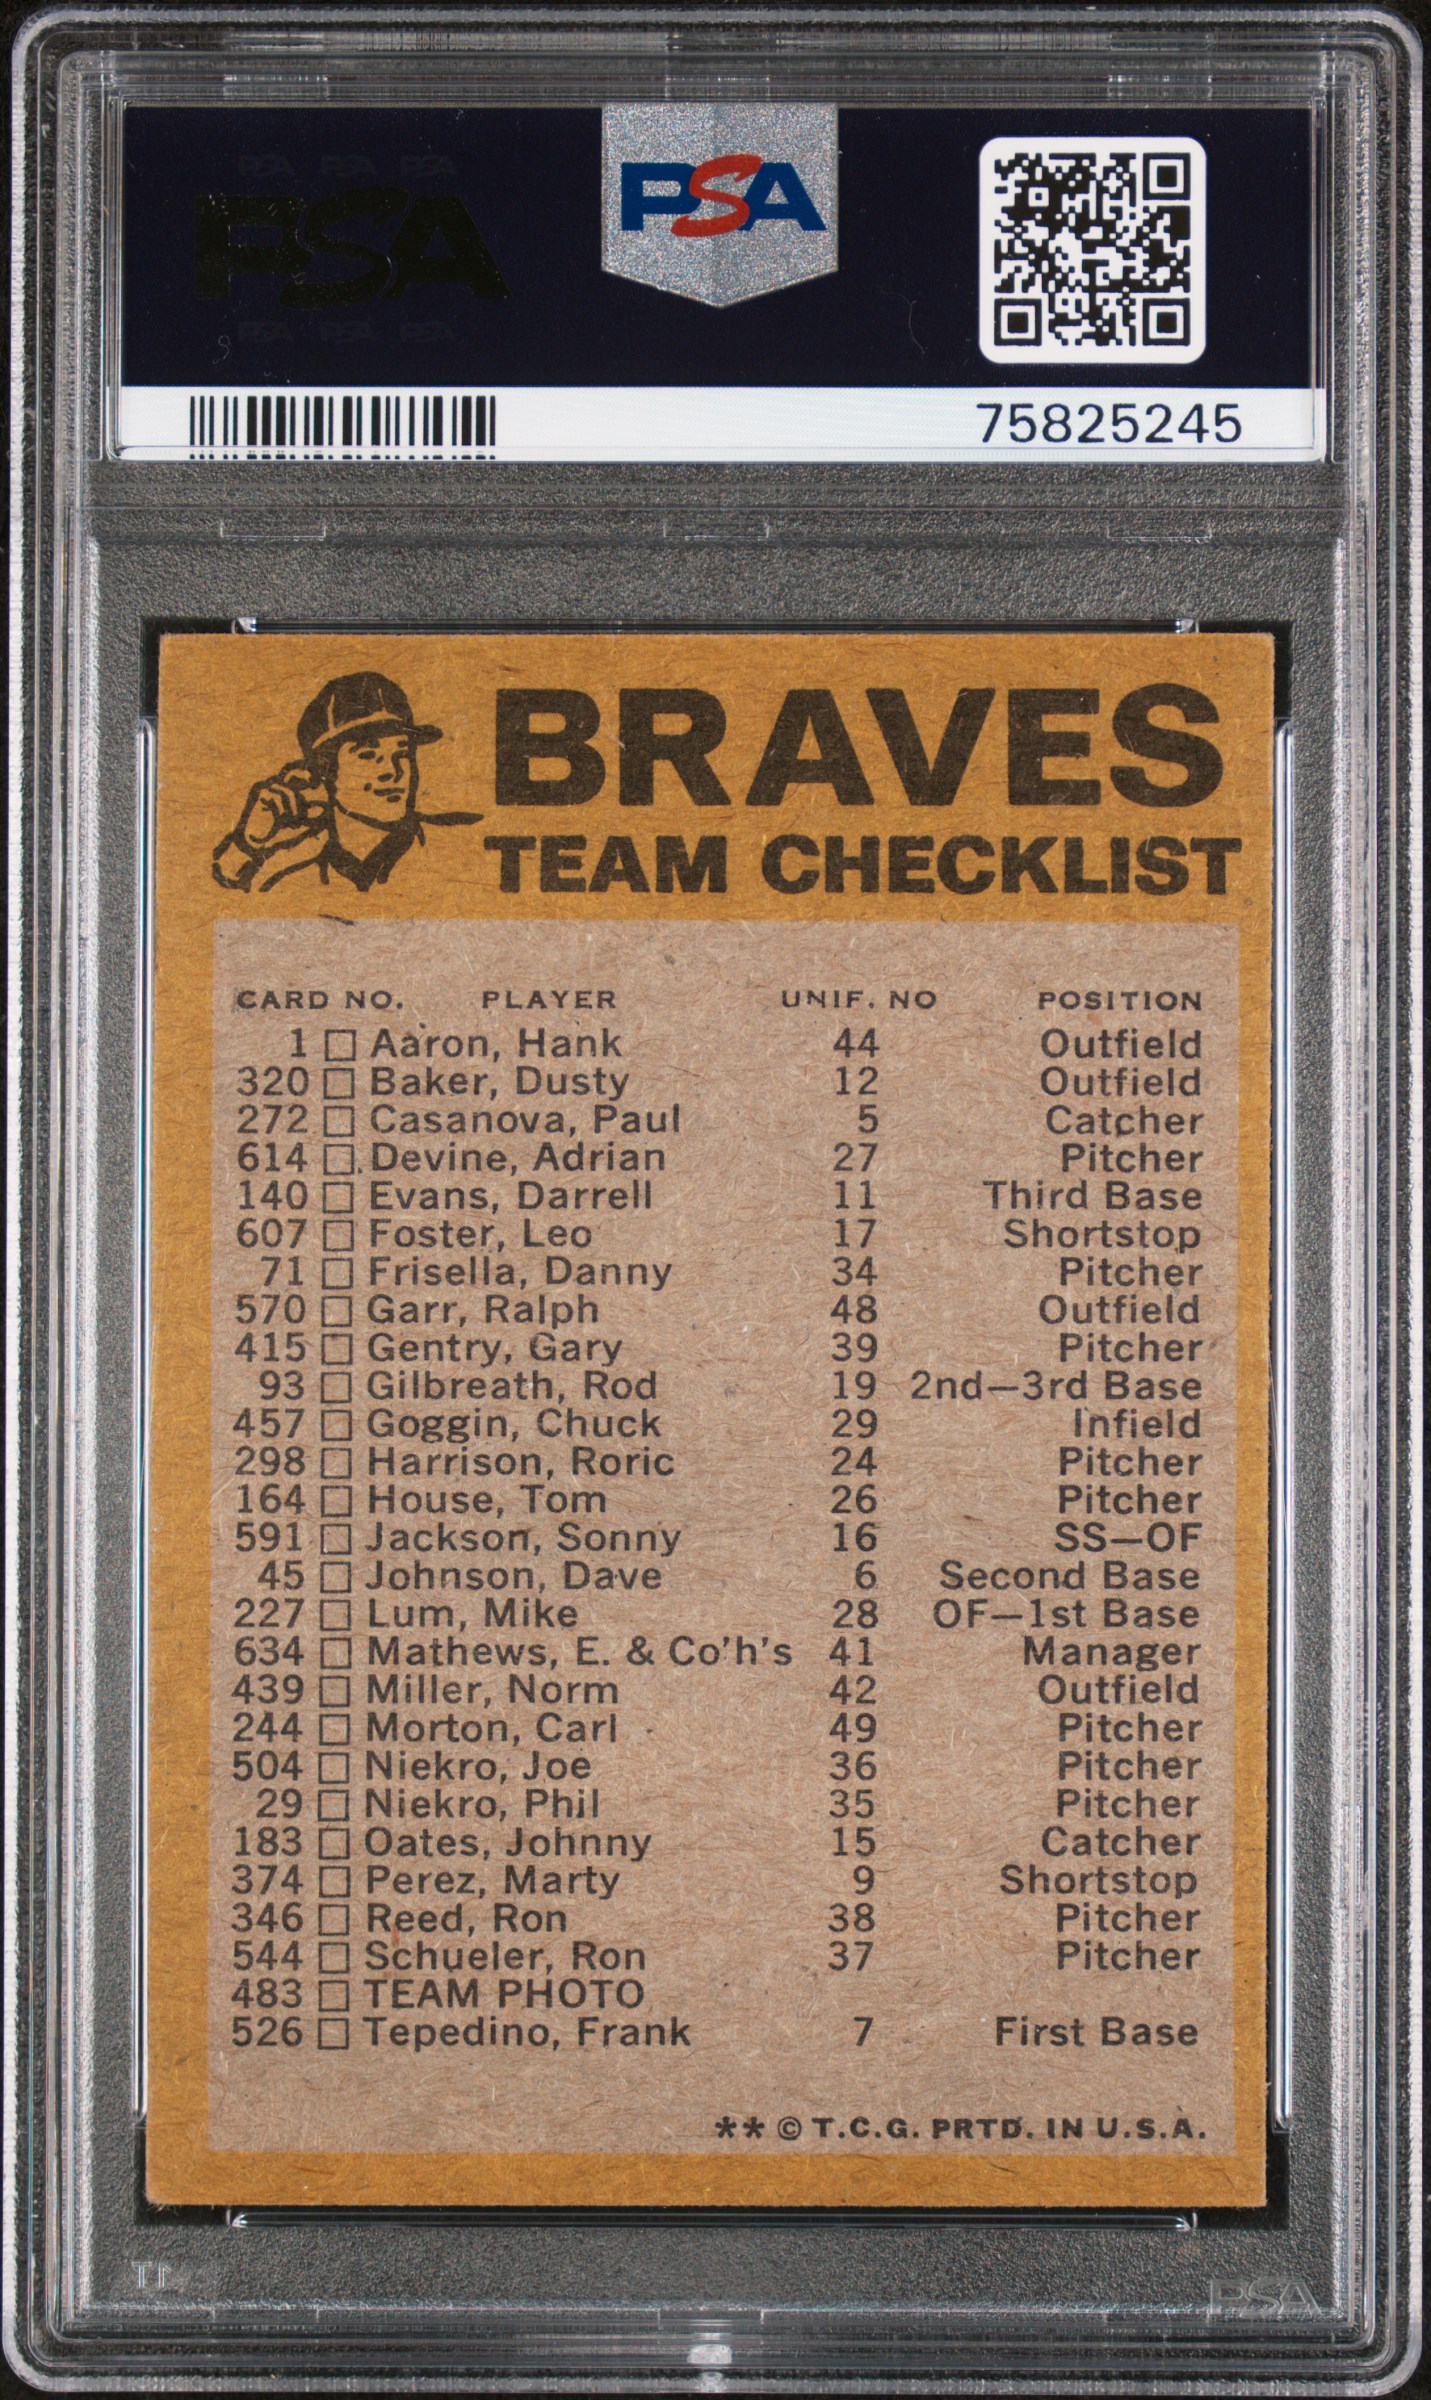 PSA PSA PSA
PSA
PSA PSA PSA
PSA
75825245
BRAVES
TEAM CHECKLIST
CARD NO. PLAYER UNIF. NO POSITION
1 Aaron, Hank 44 Outfield
320 Baker, Dusty 12 Outfield
272 Casanova, Paul 5 Catcher
614 Devine, Adrian 27 Pitcher
140 Evans, Darrell 11 Third Base
607 Foster, Leo 17 Shortstop
71 Frisella, Danny 34 Pitcher
570 Garr, Ralph 48 Outfield
415 Gentry, Gary 39 Pitcher
93 Gilbreath, Rod 19 2nd—3rd Base
457 Goggin, Chuck 29 Infield
298 Harrison, Roric 24 Pitcher
164 House, Tom 26 Pitcher
591 Jackson, Sonny 16 SS—OF
45 Johnson, Dave 6 Second Base
227 Lum, Mike 28 OF—1st Base
634 Mathews, E. & Co'h's 41 Manager
439 Miller, Norm 42 Outfield
244 Morton, Carl 49 Pitcher
504 Niekro, Joe 36 Pitcher
29 Niekro, Phil 35 Pitcher
183 Oates, Johnny 15 Catcher
374 Perez, Marty 9 Shortstop
346 Reed, Ron 38 Pitcher
544 Schueler, Ron 37 Pitcher
483 TEAM PHOTO
526 Tepedino, Frank 7 First Base
** © T.C.G. PRTD. IN U.S.A.
PSA